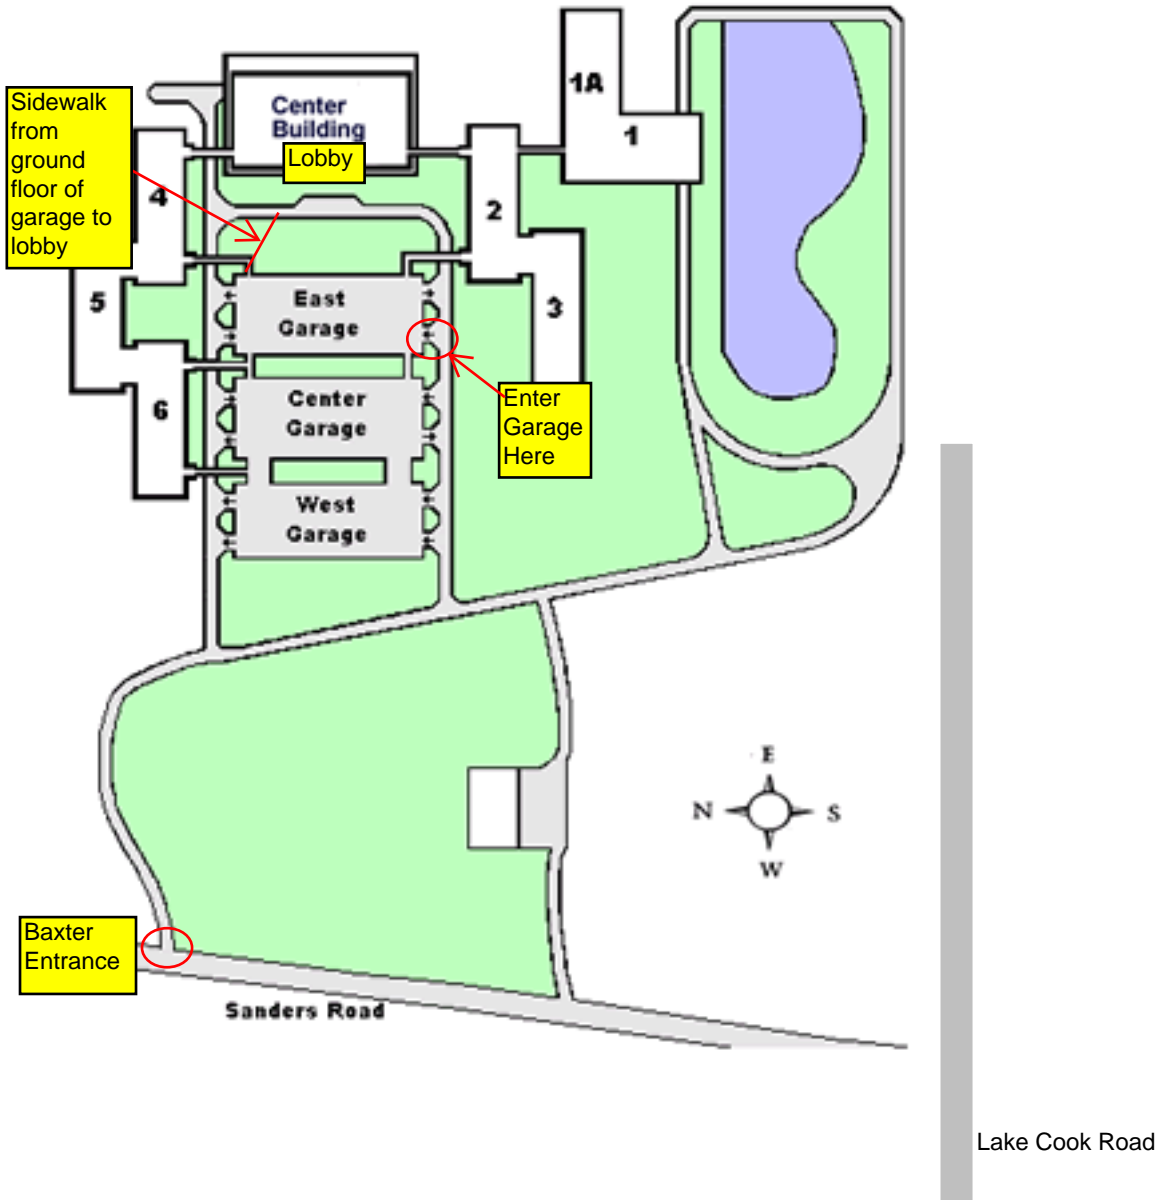 Sidewalk
from
ground
floor of
garage to
lobby
Center
Building
Lobby
1A
1
4
2
5
3
6
East
Garage
Center
Garage
West
Garage
Enter
Garage
Here
E
N
S
W
Baxter
Entrance
Sanders Road
Lake Cook Road